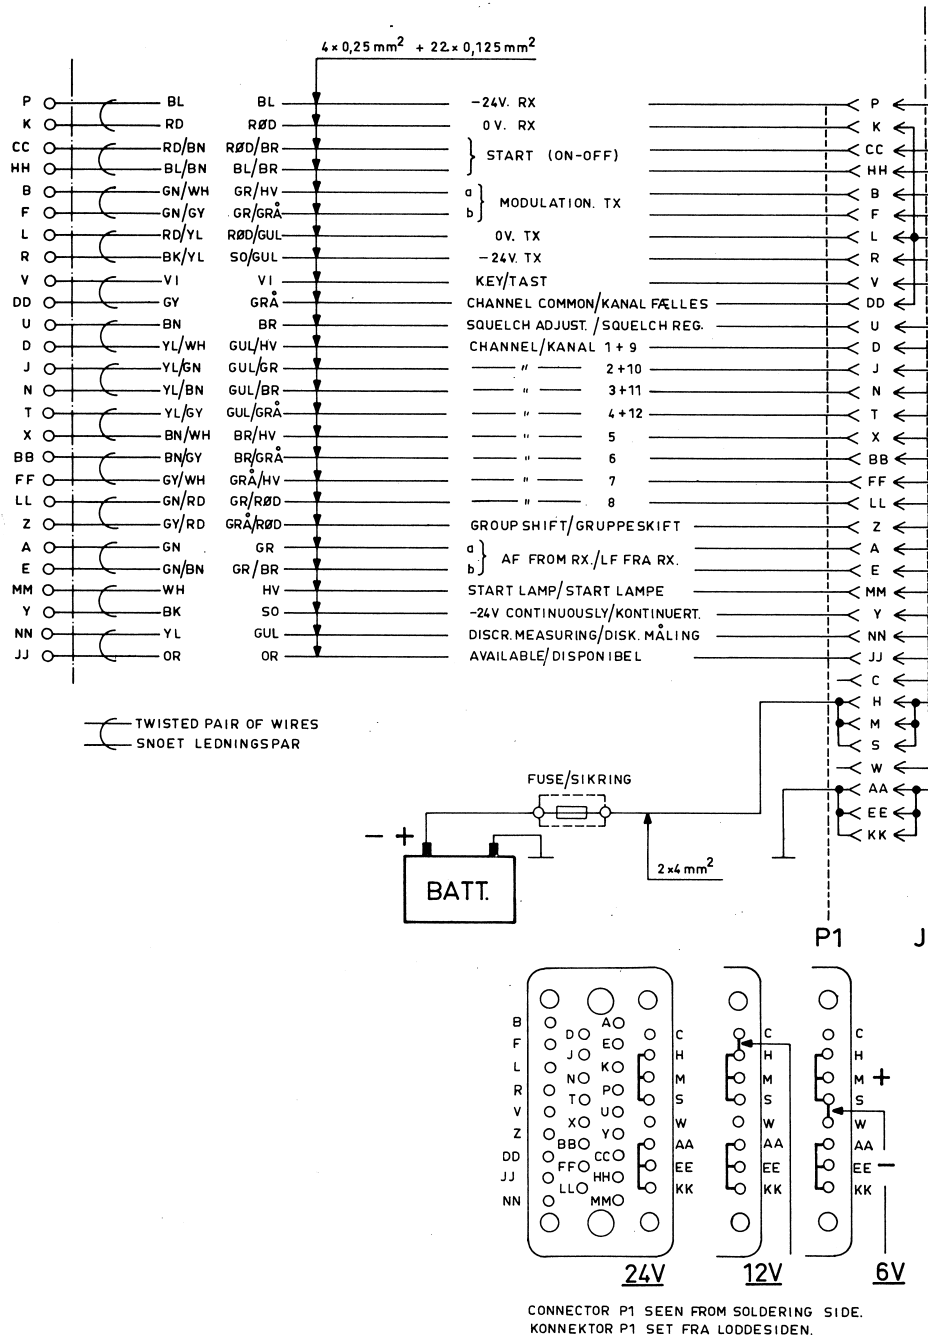 4 × 0,25 mm² + 22 × 0,125 mm²
P BL BL -24V. RX P
K RD RØD 0V. RX K
CC RD/BN RØD/BR START (ON-OFF) CC
HH BL/BN BL/BR HH
B GN/WH GR/HV a MODULATION. TX B
F GN/GY GR/GRÅ b F
L RD/YL RØD/GUL 0V. TX L
R BK/YL SO/GUL -24V. TX R
V VI VI KEY/TAST V
DD GY GRÅ CHANNEL COMMON/KANAL FÆLLES DD
U BN BR SQUELCH ADJUST. /SQUELCH REG. U
D YL/WH GUL/HV CHANNEL/KANAL 1+9 D
J YL/GN GUL/GR " 2+10 J
N YL/BN GUL/BR " 3+11 N
T YL/GY GUL/GRÅ " 4+12 T
X BN/WH BR/HV " 5 X
BB BN/GY BR/GRÅ " 6 BB
FF GY/WH GRÅ/HV " 7 FF
LL GN/RD GR/RØD " 8 LL
Z GY/RD GRÅ/RØD GROUP SHIFT/GRUPPESKIFT Z
A GN GR a AF FROM RX./LF FRA RX. A
E GN/BN GR/BR b E
MM WH HV START LAMP/START LAMPE MM
Y BK SO -24V CONTINUOUSLY/KONTINUERT. Y
NN YL GUL DISCR. MEASURING/DISK. MÅLING NN
JJ OR OR AVAILABLE/DISPONIBEL JJ
C
H
M
S
W
AA
EE
KK
TWISTED PAIR OF WIRES
SNOET LEDNINGSPAR
FUSE/SIKRING
- +
BATT.
2×4 mm²
P1 J
B A
D C C
F E
J H H
L K
N M M
R P
T S S
V U
X W W
Z Y
BB AA AA
DD CC
FF EE EE
JJ HH
LL KK KK
NN MM
C
H
M +
S
W
AA
EE -
KK
24V 12V 6V
CONNECTOR P1 SEEN FROM SOLDERING SIDE.
KONNEKTOR P1 SET FRA LODDESIDEN.